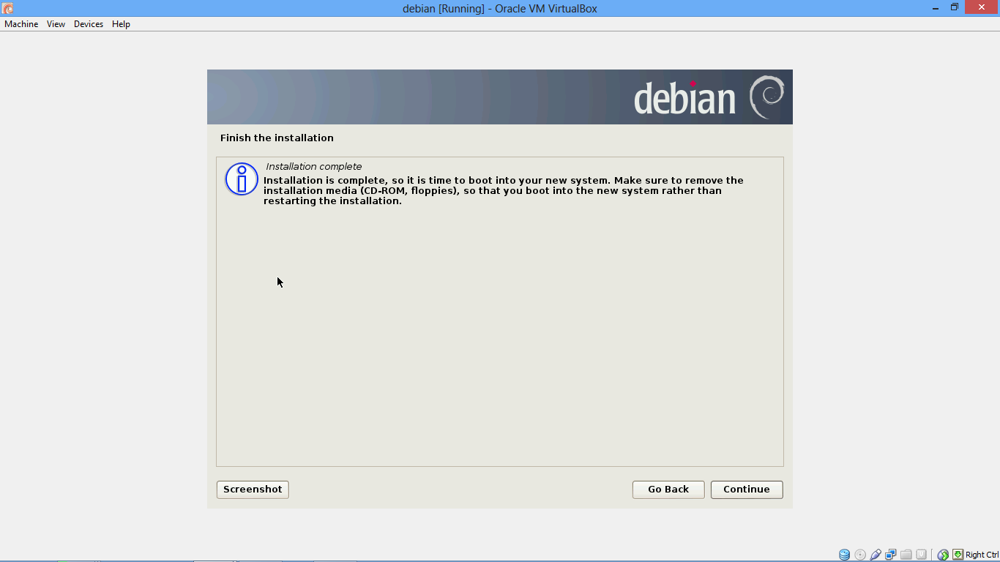 debian [Running] - Oracle VM VirtualBox
Machine View Devices Help
debian
Finish the installation
Installation complete
Installation is complete, so it is time to boot into your new system. Make sure to remove the
installation media (CD-ROM, floppies), so that you boot into the new system rather than
restarting the installation.
Screenshot Go Back Continue
Right Ctrl